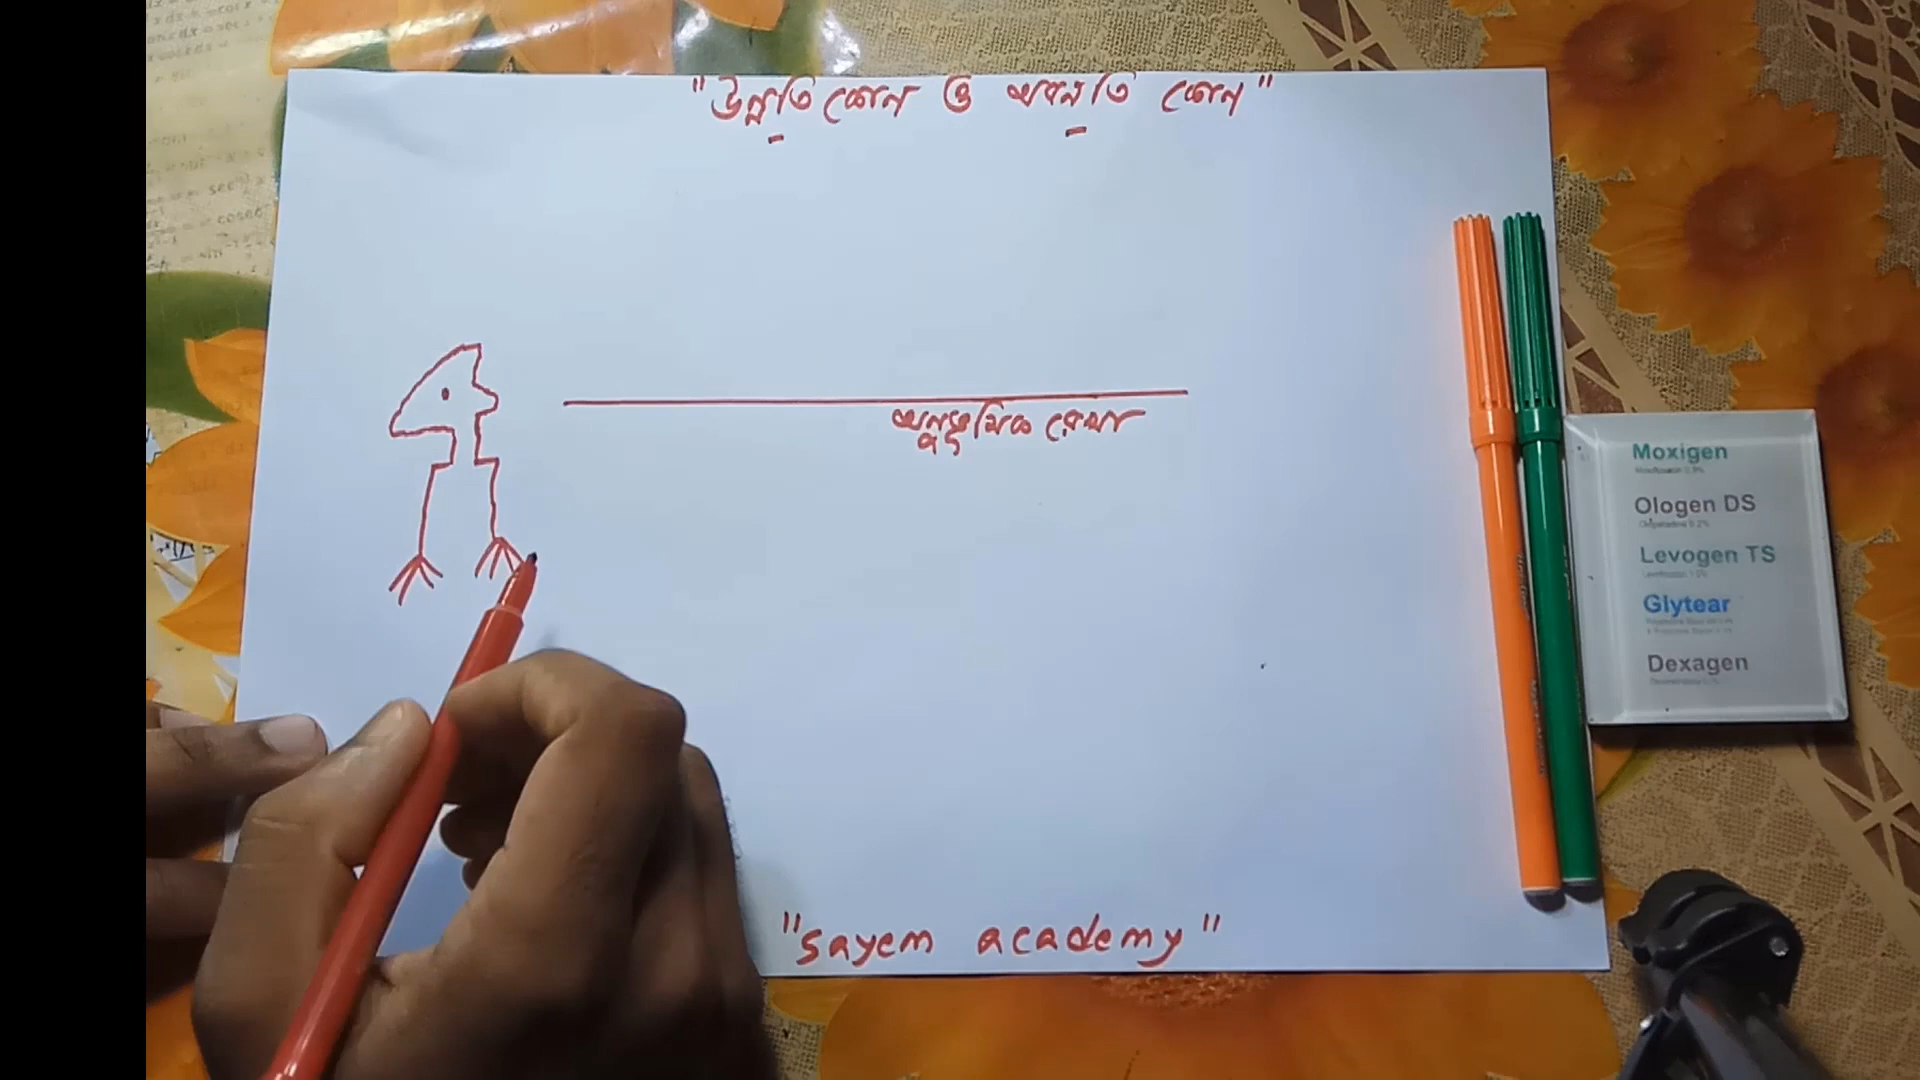 "উন্নতি কোন ও অবনতি কোন"
অনুভূমিক রেখা
Moxigen
Ologen DS
Levogen TS
Glytear
Dexagen
"sayem academy"